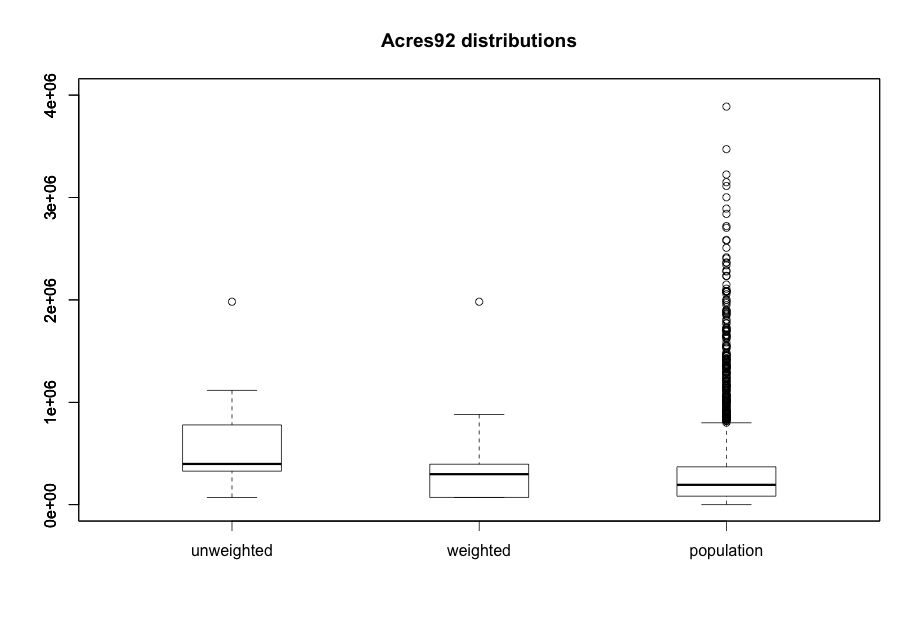 Acres92 distributions
4e+06
3e+06
2e+06
1e+06
0e+00
unweighted
weighted
population